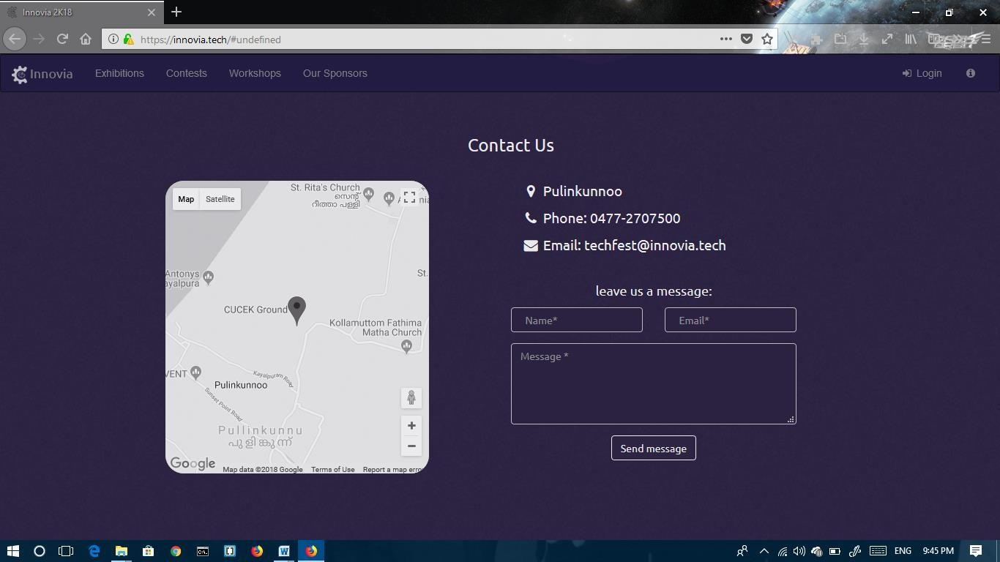 Innovia 2K18
https://innovia.tech/#undefined
Innovia
Exhibitions
Contests
Workshops
Our Sponsors
Login
Contact Us
Map
Satellite
St. Rita's Church
സെന്റ്
റീത്താ പള്ളി
Antonys
ayalpura
St.
CUCEK Ground
Kollamuttom Fathima
Matha Church
VENT
Kayalpuram Road
Pulinkunnoo
Sunset Point Road
Pullinkunnu
പുളിങ്കുന്ന്
Google
Map data ©2018 Google
Terms of Use
Report a map erro
Pulinkunnoo
Phone: 0477-2707500
Email: techfest@innovia.tech
leave us a message:
Name*
Email*
Message *
Send message
ENG
9:45 PM